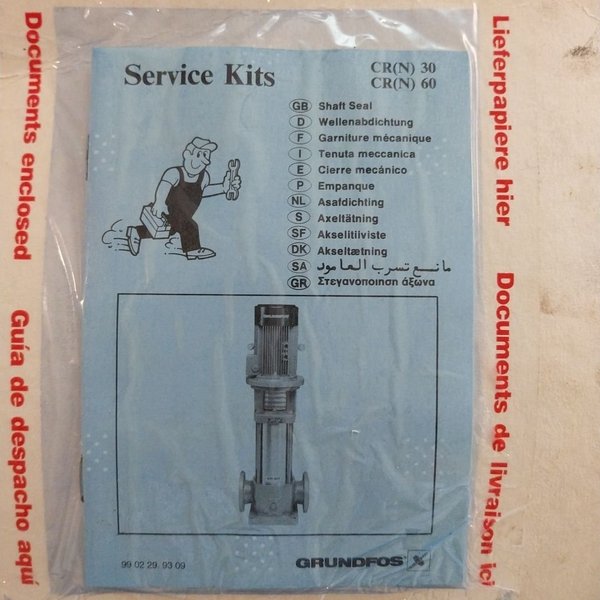 Documents enclosed Guía de despacho aquí
Service Kits
CR(N) 30
CR(N) 60
GB Shaft Seal
D Wellenabdichtung
F Garniture mécanique
I Tenuta meccanica
E Cierre mecánico
P Empanque
NL Asafdichting
S Axeltätning
SF Akselitiiviste
DK Akseltætning
SA مانع تسرب العامود
GR Στεγανοποιηση άξωνα
GRUNDFOS
99 02 29. 93 09
GRUNDFOS
Lieferpapiere hier Documents de livraison ici